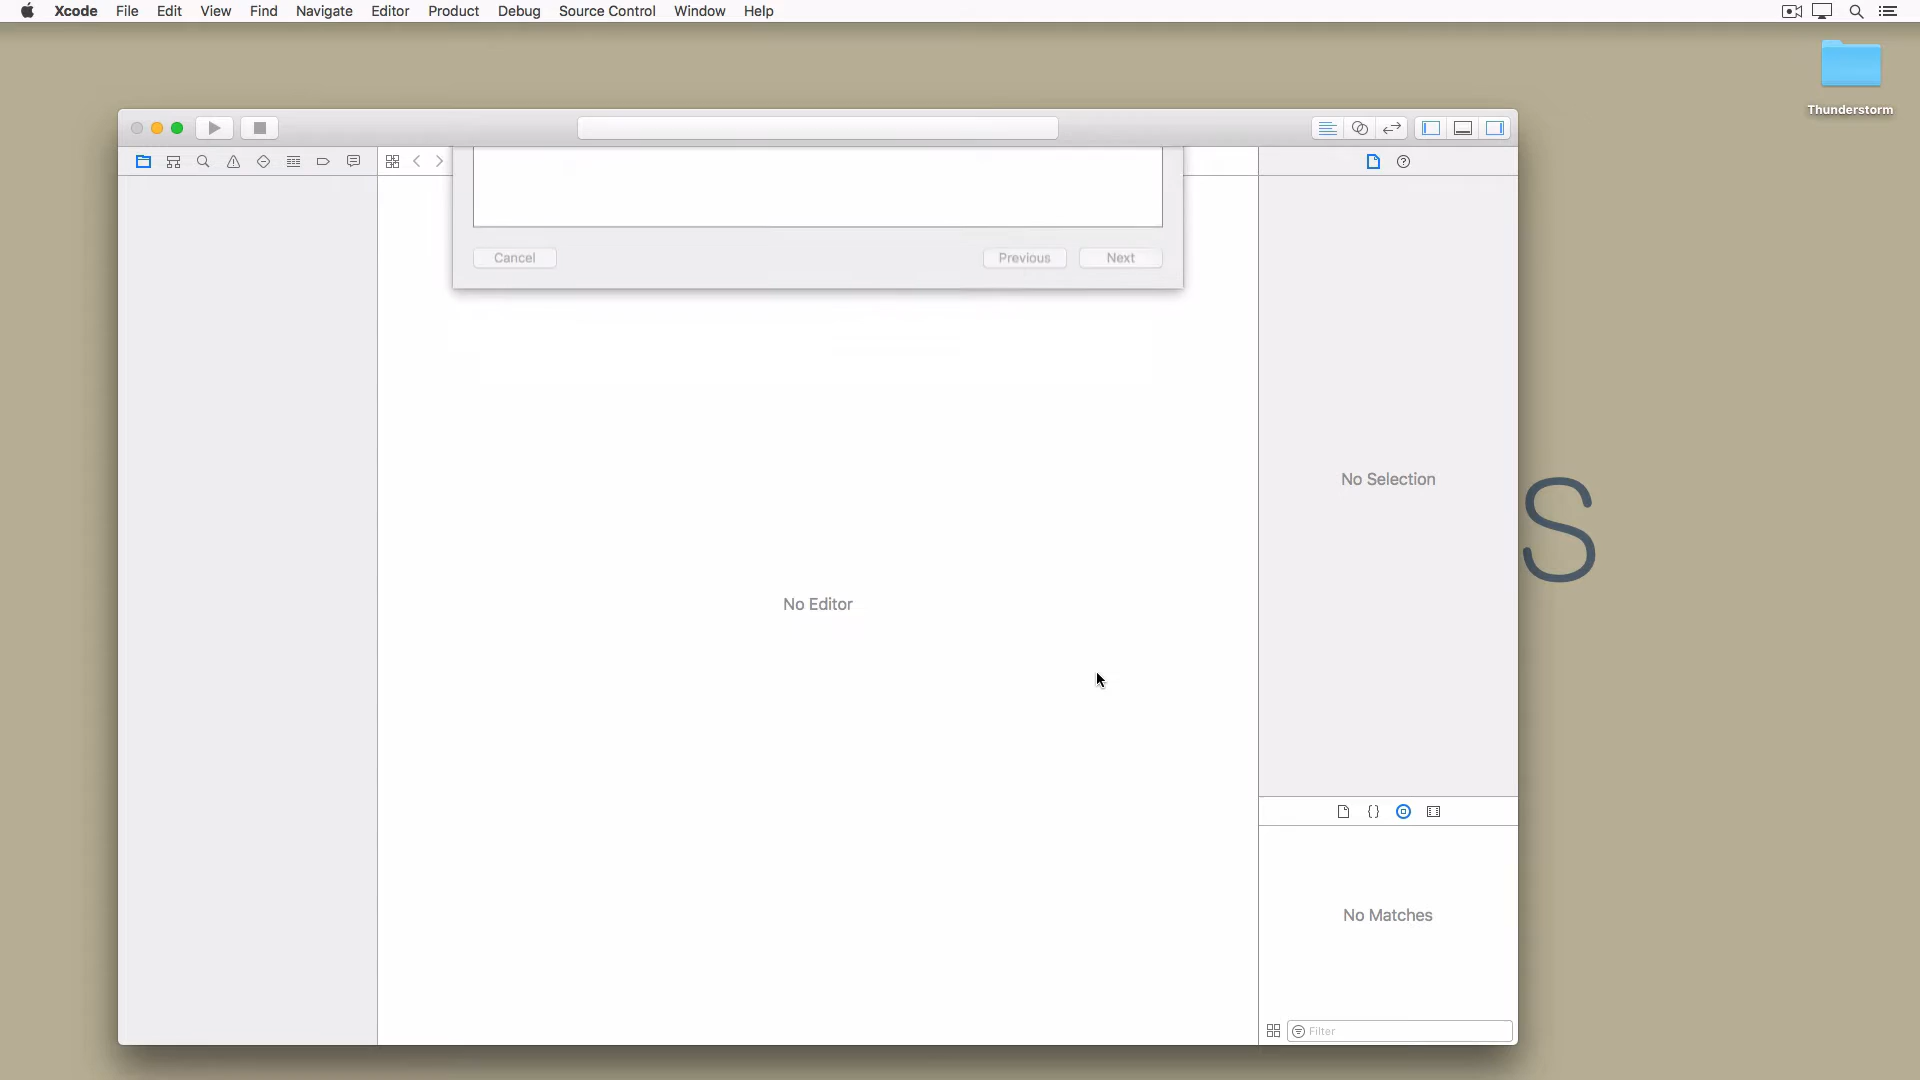 Xcode File Edit View Find Navigate Editor Product Debug Source Control Window Help
Thunderstorm
Cancel Previous Next
No Selection
S
No Editor
{}
No Matches
Filter